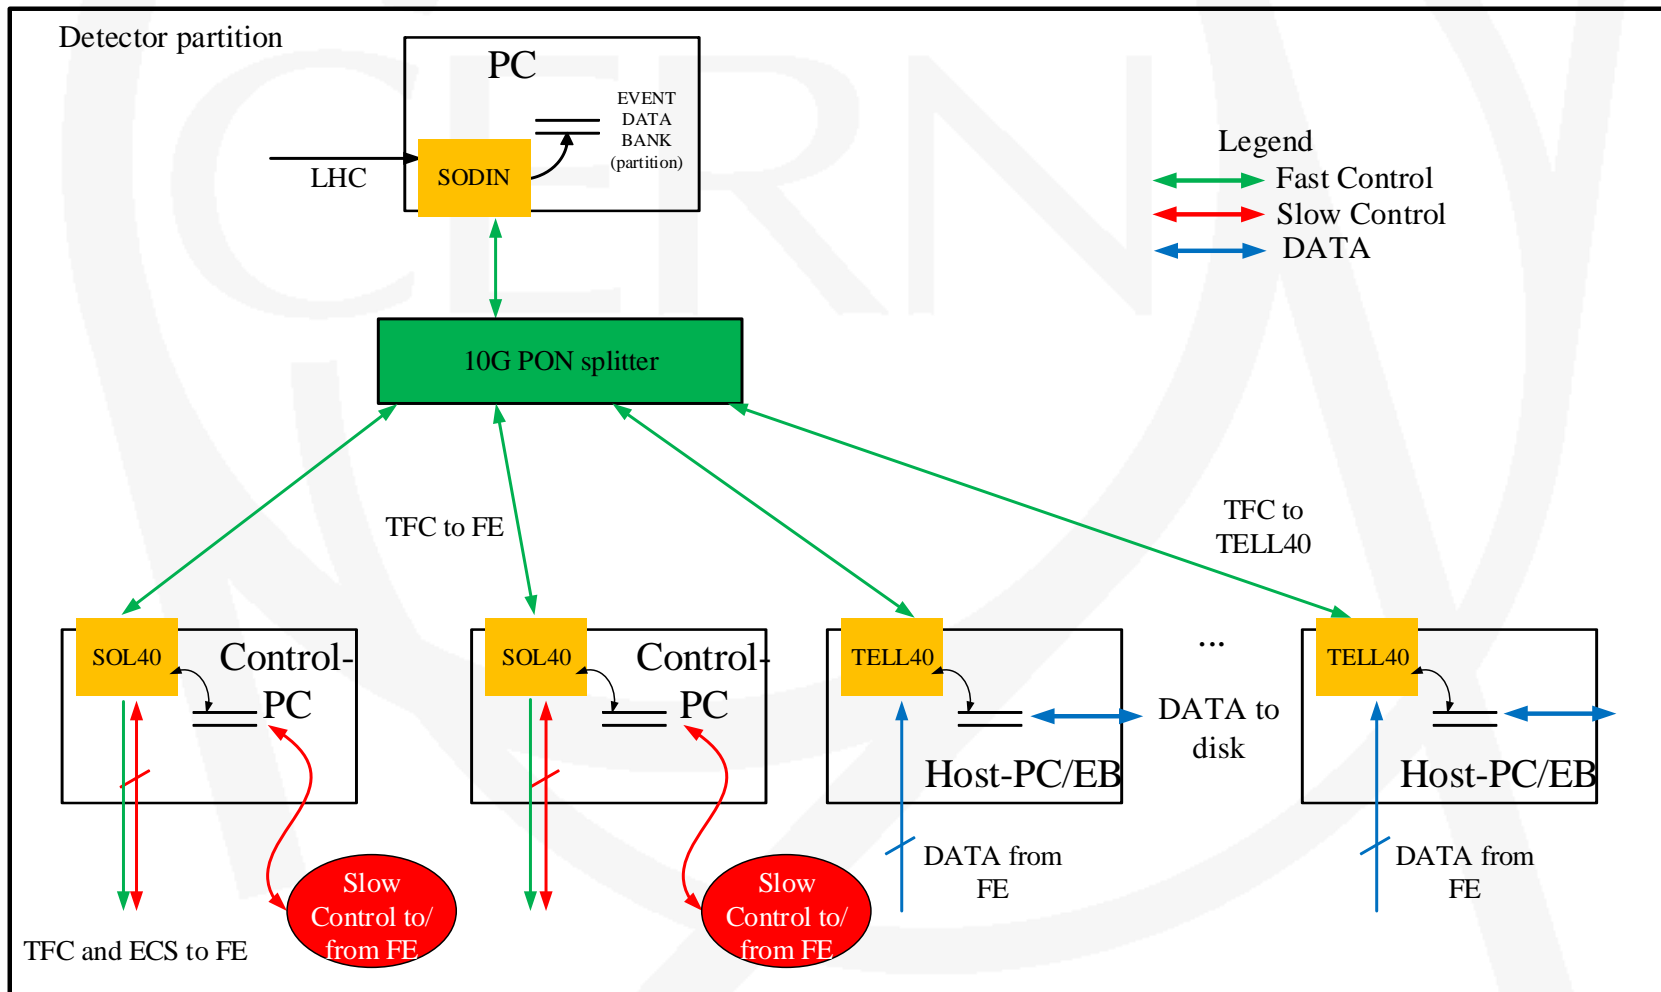 Detector partition
PC
EVENT
DATA
BANK
(partition)
LHC
SODIN
Legend
Fast Control
Slow Control
DATA
CERN
10G PON splitter
TFC to FE
TFC to
TELL40
SOL40
Control-
PC
SOL40
Control-
PC
TELL40
Host-PC/EB
...
DATA to
disk
TELL40
Host-PC/EB
Slow
Control to/
from FE
TFC and ECS to FE
Slow
Control to/
from FE
DATA from
FE
DATA from
FE